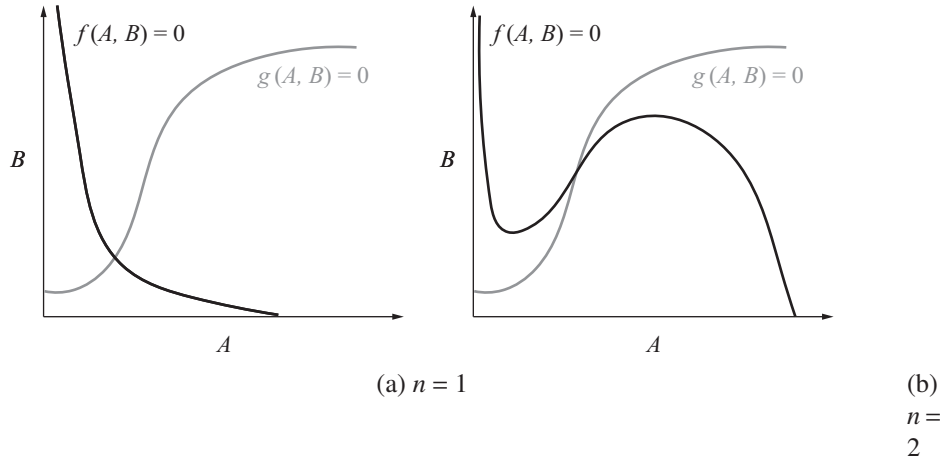 f(A, B) = 0
g(A, B) = 0
B
A
f(A, B) = 0
g(A, B) = 0
B
A
(a) n = 1
(b)
n =
2